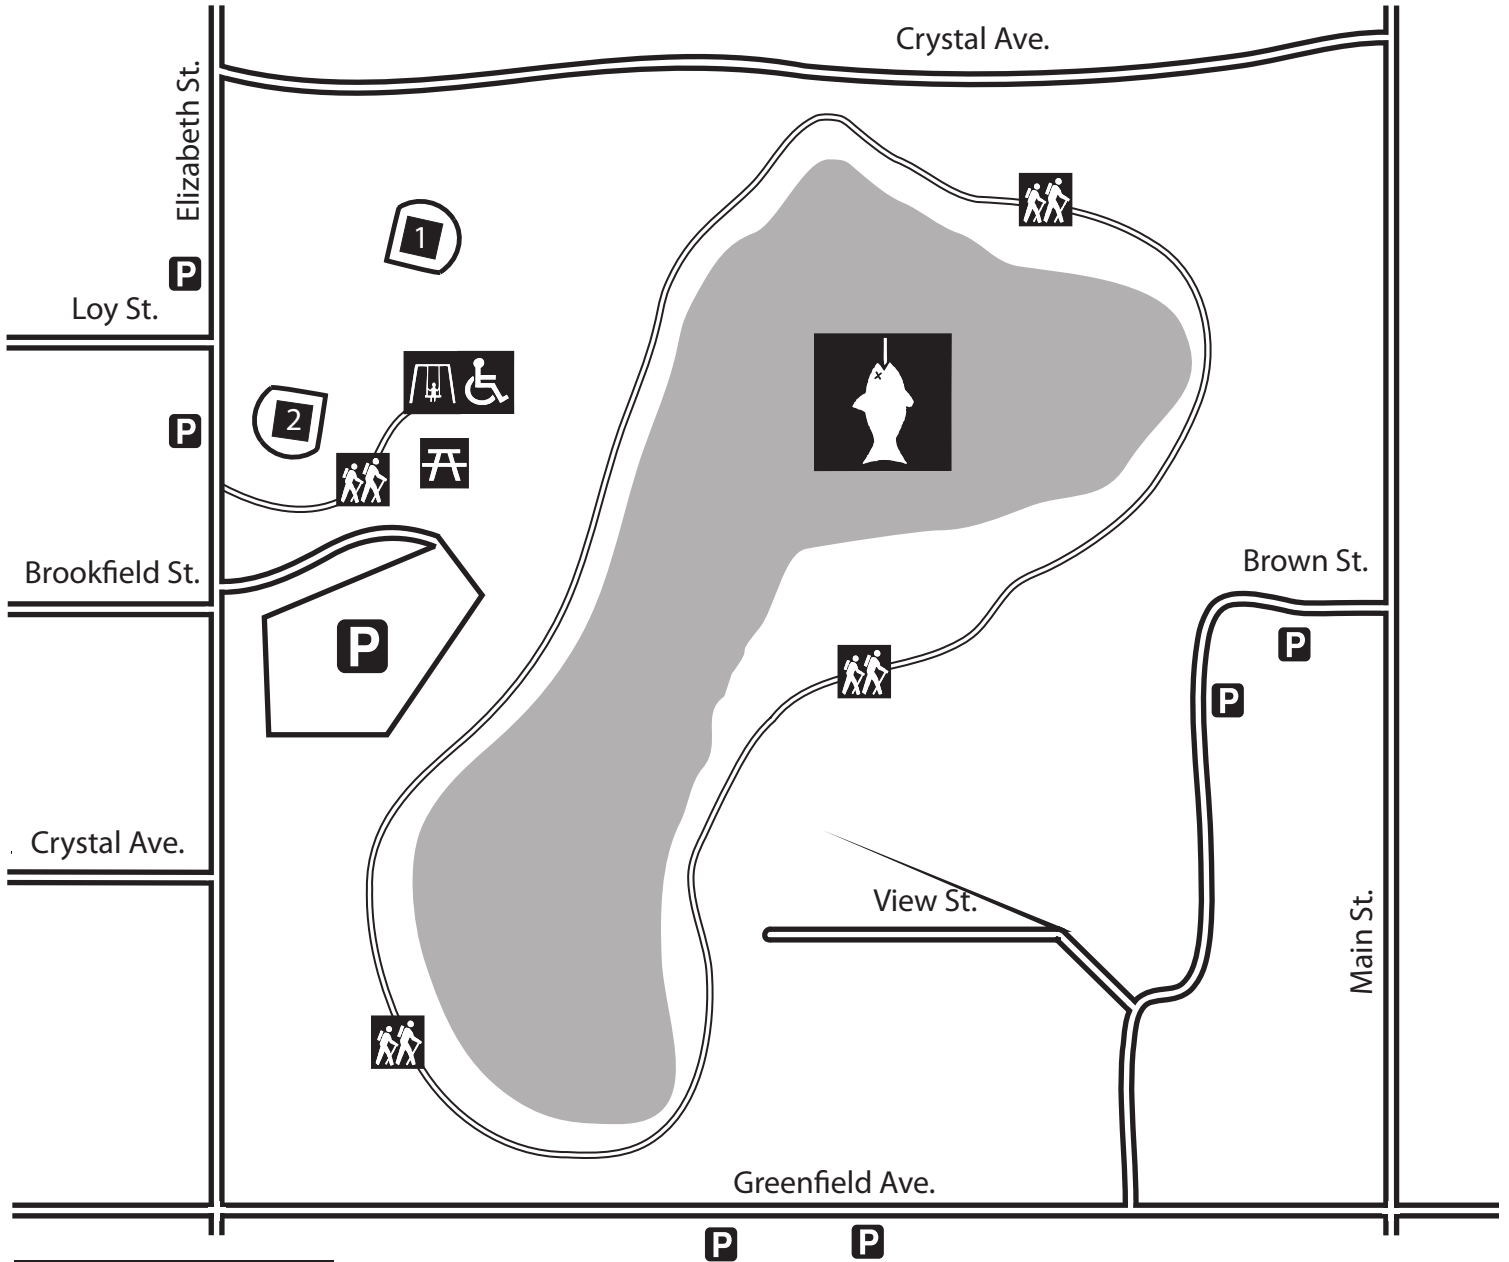 Crystal Ave.
Elizabeth St.
1
P
Loy St.
2
P
Brookfield St.
Brown St.
P
P
P
Crystal Ave.
View St.
Main St.
Greenfield Ave.
P
P